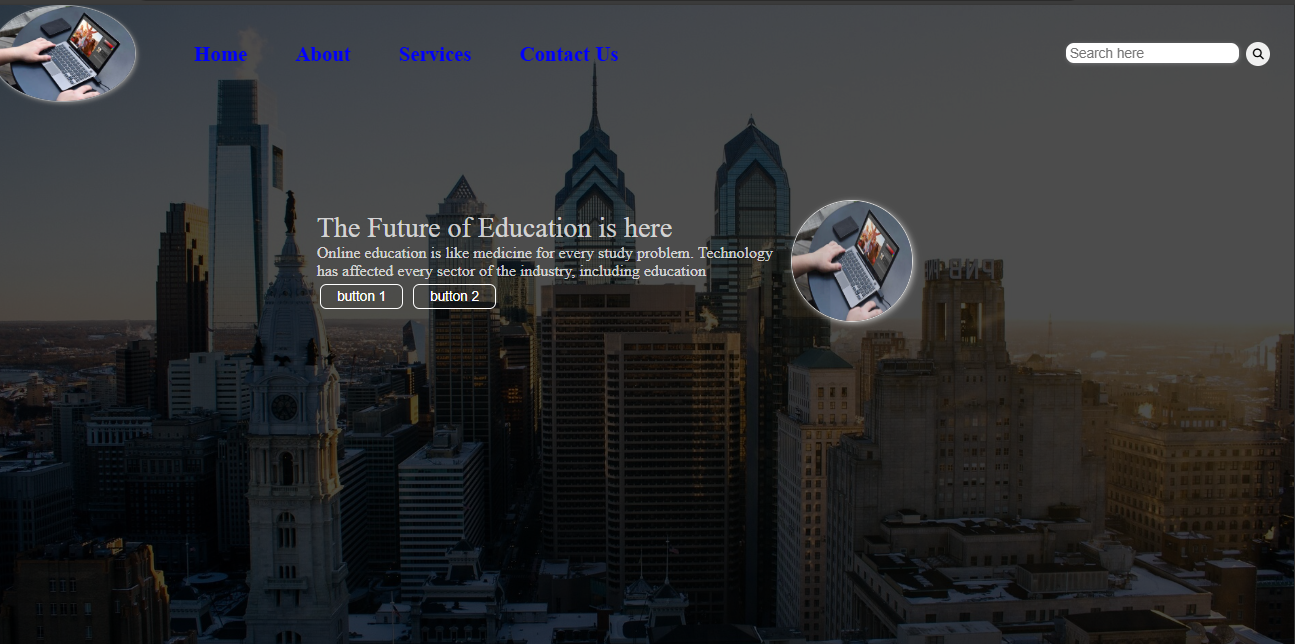 Home About Services Contact Us Search here
The Future of Education is here
Online education is like medicine for every study problem. Technology
has affected every sector of the industry, including education
button 1 button 2